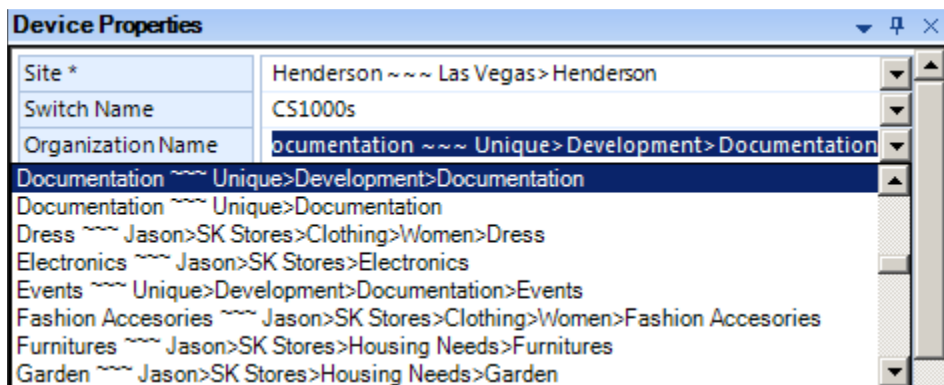 Device Properties
Site * Henderson ~~~ Las Vegas>Henderson
Switch Name CS1000s
Organization Name ocumentation ~~~ Unique>Development>Documentation
Documentation ~~~ Unique>Development>Documentation
Documentation ~~~ Unique>Documentation
Dress ~~~ Jason>SK Stores>Clothing>Women>Dress
Electronics ~~~ Jason>SK Stores>Electronics
Events ~~~ Unique>Development>Documentation>Events
Fashion Accesories ~~~ Jason>SK Stores>Clothing>Women>Fashion Accesories
Furnitures ~~~ Jason>SK Stores>Housing Needs>Furnitures
Garden ~~~ Jason>SK Stores>Housing Needs>Garden